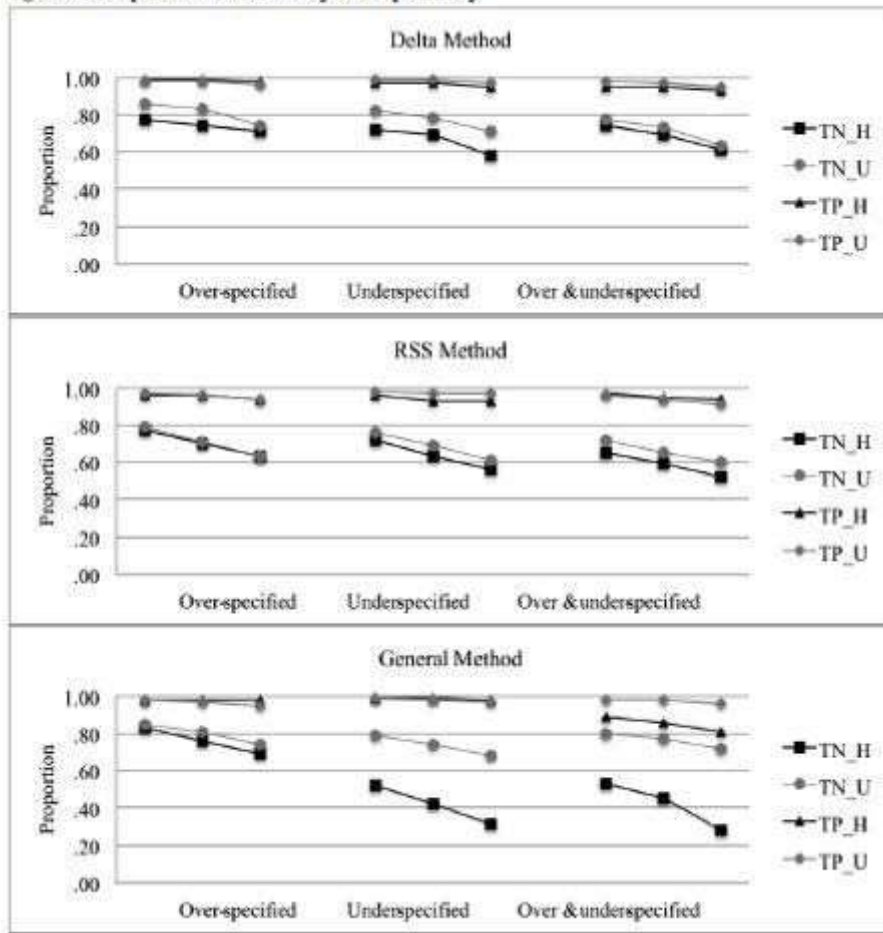 Delta Method
1.00
.80
.60
.40
.20
.00
Proportion
Over-specified Underspecified Over & underspecified
TN_H
TN_U
TP_H
TP_U
RSS Method
1.00
.80
.60
.40
.20
.00
Proportion
Over-specified Underspecified Over & underspecified
TN_H
TN_U
TP_H
TP_U
General Method
1.00
.80
.60
.40
.20
.00
Proportion
Over-specified Underspecified Over & underspecified
TN_H
TN_U
TP_H
TP_U